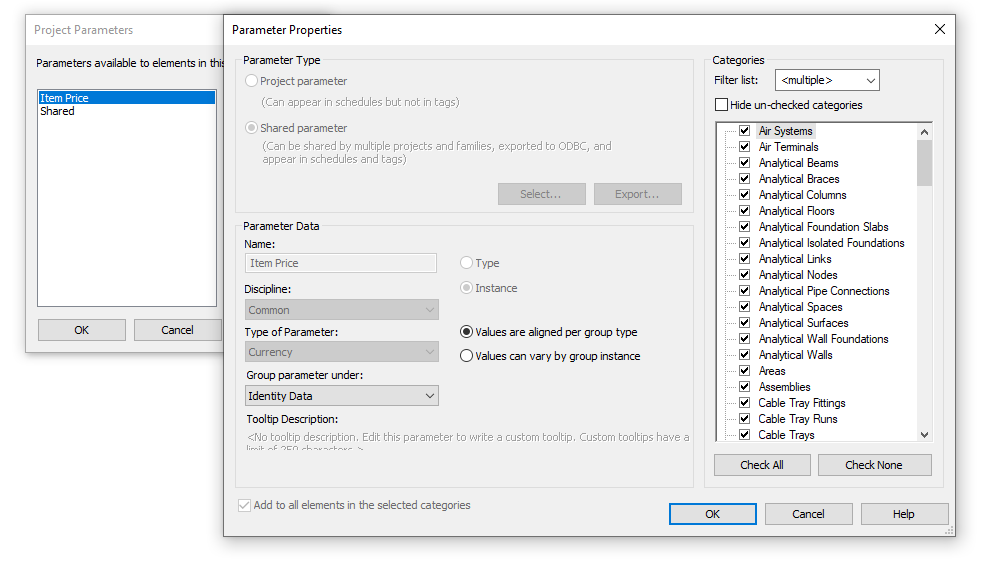 Project Parameters
Parameters available to elements in this
Item Price
Shared
OK
Cancel
Parameter Properties
Parameter Type
Project parameter
(Can appear in schedules but not in tags)
Shared parameter
(Can be shared by multiple projects and families, exported to ODBC, and
appear in schedules and tags)
Select...
Export...
Parameter Data
Name:
Item Price
Type
Discipline:
Instance
Common
Type of Parameter:
Values are aligned per group type
Currency
Values can vary by group instance
Group parameter under:
Identity Data
Tooltip Description:
<No tooltip description. Edit this parameter to write a custom tooltip. Custom tooltips have a
limit of 250 characters.>
Add to all elements in the selected categories
Categories
Filter list:
<multiple>
Hide un-checked categories
Air Systems
Air Terminals
Analytical Beams
Analytical Braces
Analytical Columns
Analytical Floors
Analytical Foundation Slabs
Analytical Isolated Foundations
Analytical Links
Analytical Nodes
Analytical Pipe Connections
Analytical Spaces
Analytical Surfaces
Analytical Wall Foundations
Analytical Walls
Areas
Assemblies
Cable Tray Fittings
Cable Tray Runs
Cable Trays
Check All
Check None
OK
Cancel
Help